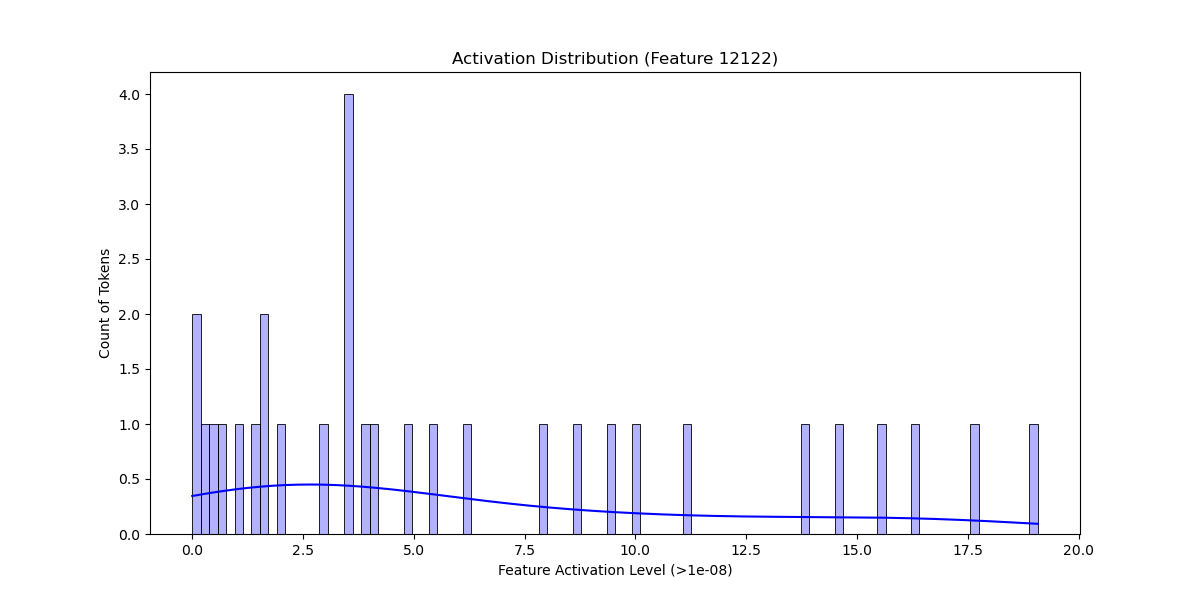 Activation Distribution (Feature 12122)
Count of Tokens
4.0
3.5
3.0
2.5
2.0
1.5
1.0
0.5
0.0
0.0 2.5 5.0 7.5 10.0 12.5 15.0 17.5 20.0
Feature Activation Level (>1e-08)